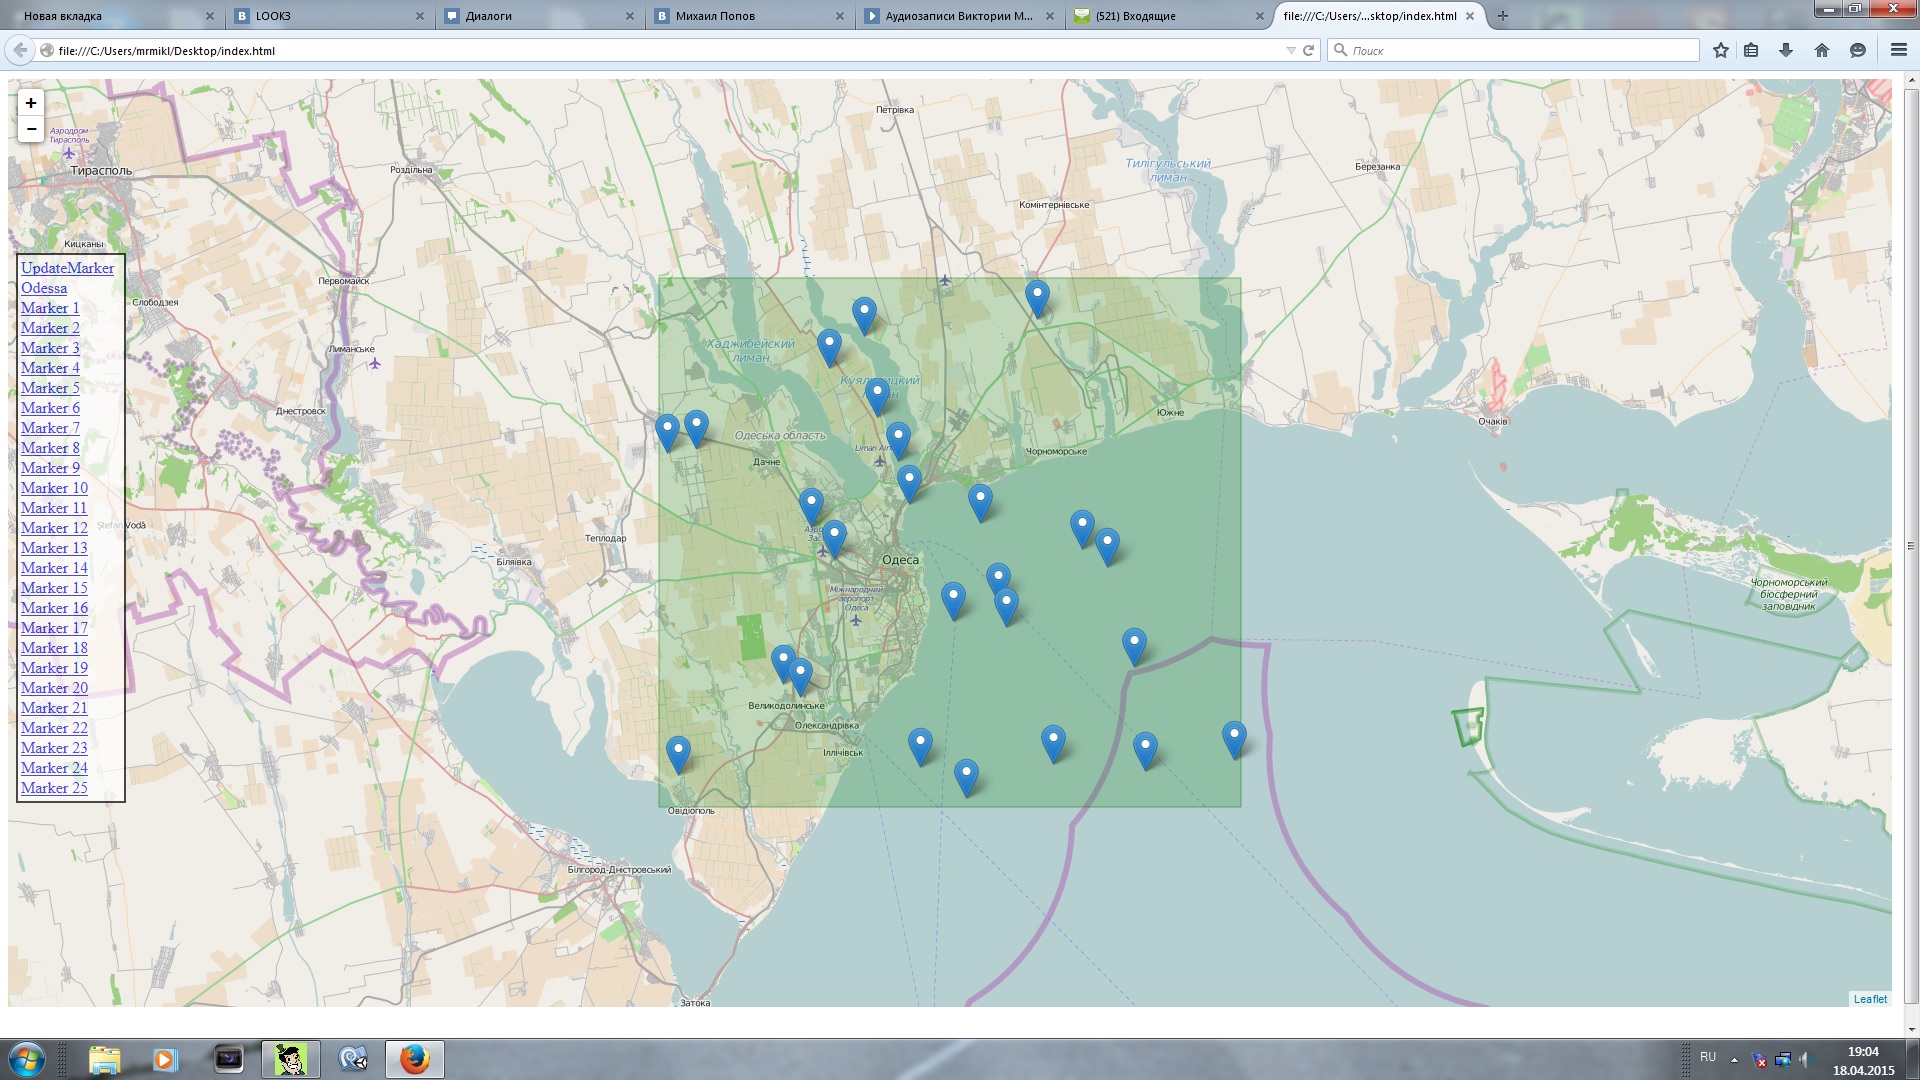 Новая вкладка
LOOK3
Диалоги
Михаил Попов
Аудиозаписи Виктории М...
(521) Входящие
file:///C:/Users/...sktop/index.html
file:///C:/Users/mrmikl/Desktop/index.html
Поиск
+
-
Петрівка
Аэродром
Тирасполь
Тирасполь
Роздільна
Тилігульський
лиман
Березанка
Комінтернівське
Кицканы
UpdateMarker
Odessa
Marker 1
Marker 2
Marker 3
Marker 4
Marker 5
Marker 6
Marker 7
Marker 8
Marker 9
Marker 10
Marker 11
Marker 12
Marker 13
Marker 14
Marker 15
Marker 16
Marker 17
Marker 18
Marker 19
Marker 20
Marker 21
Marker 22
Marker 23
Marker 24
Marker 25
Первомайск
Слободзея
Лиманське
Хаджибейский
лиман
Днестровск
Южне
Очаків
Одеська область
Чорноморське
Дачне
Ștefan Vodă
Теплодар
Біляївка
Одеса
Міжнародний
аеропорт
Одеса
Чорноморський
біосферний
заповідник
Великодолинське
Олександрівка
Іллічівськ
Овідіополь
Білгород-Дністровський
Затока
Leaflet
RU
19:04
18.04.2015